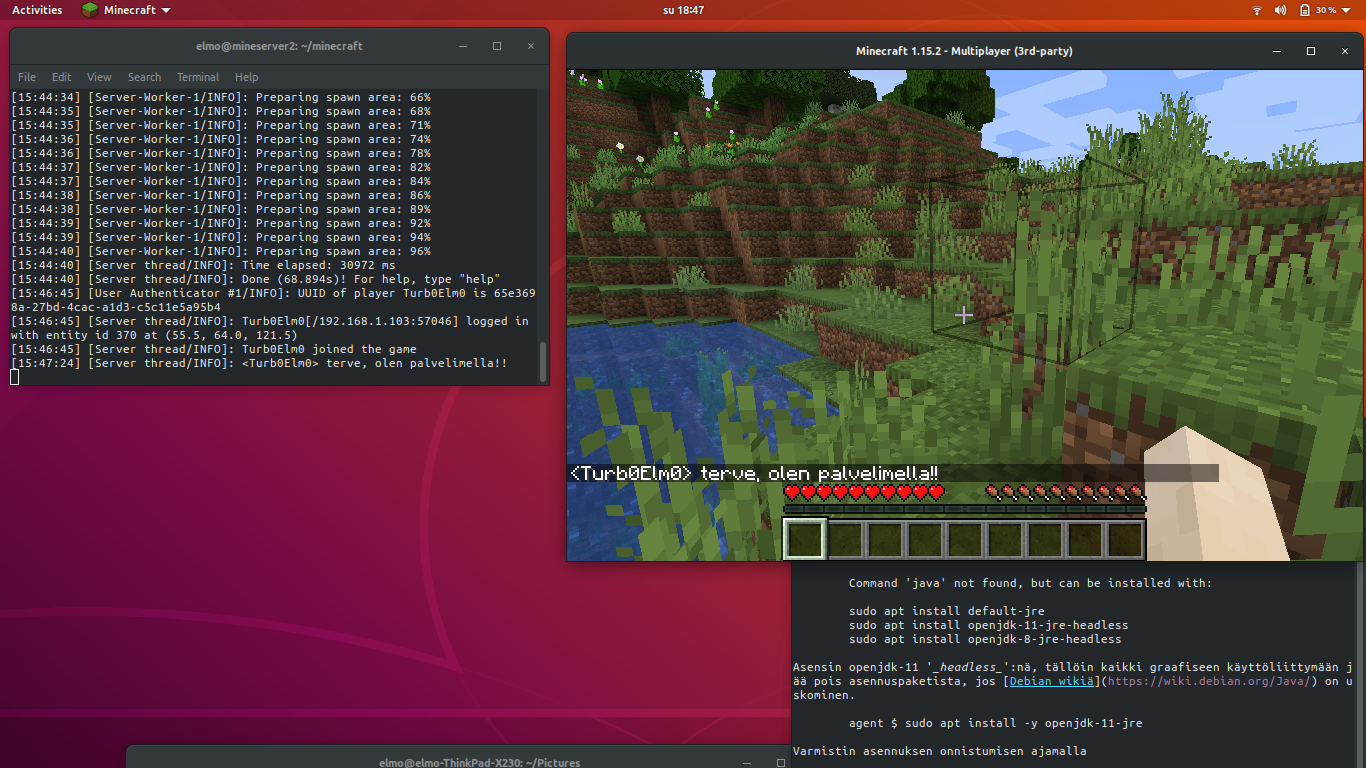 Activities
Minecraft
su 18:47
30 %
elmo@mineserver2: ~/minecraft
File Edit View Search Terminal Help
[15:44:34] [Server-Worker-1/INFO]: Preparing spawn area: 66%
[15:44:35] [Server-Worker-1/INFO]: Preparing spawn area: 68%
[15:44:35] [Server-Worker-1/INFO]: Preparing spawn area: 71%
[15:44:36] [Server-Worker-1/INFO]: Preparing spawn area: 74%
[15:44:36] [Server-Worker-1/INFO]: Preparing spawn area: 78%
[15:44:37] [Server-Worker-1/INFO]: Preparing spawn area: 82%
[15:44:37] [Server-Worker-1/INFO]: Preparing spawn area: 84%
[15:44:38] [Server-Worker-1/INFO]: Preparing spawn area: 86%
[15:44:38] [Server-Worker-1/INFO]: Preparing spawn area: 89%
[15:44:39] [Server-Worker-1/INFO]: Preparing spawn area: 92%
[15:44:39] [Server-Worker-1/INFO]: Preparing spawn area: 94%
[15:44:40] [Server-Worker-1/INFO]: Preparing spawn area: 96%
[15:44:40] [Server thread/INFO]: Time elapsed: 30972 ms
[15:44:40] [Server thread/INFO]: Done (68.894s)! For help, type "help"
[15:46:45] [User Authenticator #1/INFO]: UUID of player Turb0Elm0 is 65e369
8a-27bd-4cac-a1d3-c5c11e5a95b4
[15:46:45] [Server thread/INFO]: Turb0Elm0[/192.168.1.103:57046] logged in
with entity id 370 at (55.5, 64.0, 121.5)
[15:46:45] [Server thread/INFO]: Turb0Elm0 joined the game
[15:47:24] [Server thread/INFO]: <Turb0Elm0> terve, olen palvelimella!!
Minecraft 1.15.2 - Multiplayer (3rd-party)
<Turb0Elm0> terve, olen palvelimella!!
Command 'java' not found, but can be installed with:
sudo apt install default-jre
sudo apt install openjdk-11-jre-headless
sudo apt install openjdk-8-jre-headless
Asensin openjdk-11 '_headless_':nä, tällöin kaikki graafiseen käyttöliittymään j
ää pois asennuspaketista, jos [Debian wikiä](https://wiki.debian.org/Java/) on u
skominen.
agent $ sudo apt install -y openjdk-11-jre
Varmistin asennuksen onnistumisen ajamalla
elmo@elmo-ThinkPad-X230: ~/Pictures